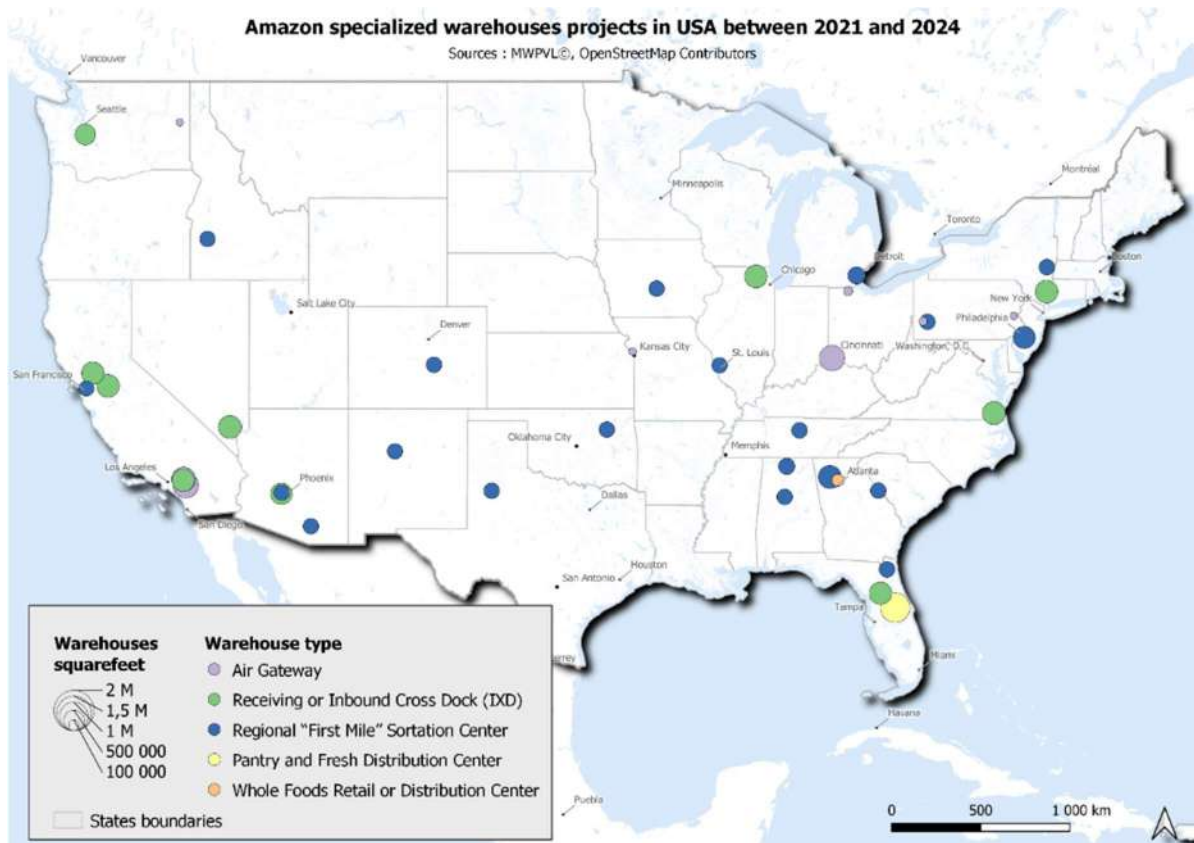 Amazon specialized warehouses projects in USA between 2021 and 2024
Sources : MWPVL©, OpenStreetMap Contributors
Vancouver
Seattle
Montréal
Minneapolis
Toronto
Boston
Detroit
Chicago
New York
Salt Lake City
Denver
Philadelphia
Kansas City
St. Louis
Cincinnati
Washington, D.C.
San Francisco
Oklahoma City
Memphis
Los Angeles
Phoenix
Atlanta
Dallas
San Diego
San Antonio
Houston
Tampa
Miami
Havana
Puebla
Warehouses
squarefeet
2 M
1,5 M
1 M
500 000
100 000
Warehouse type
Air Gateway
Receiving or Inbound Cross Dock (IXD)
Regional "First Mile" Sortation Center
Pantry and Fresh Distribution Center
Whole Foods Retail or Distribution Center
States boundaries
0 500 1 000 km